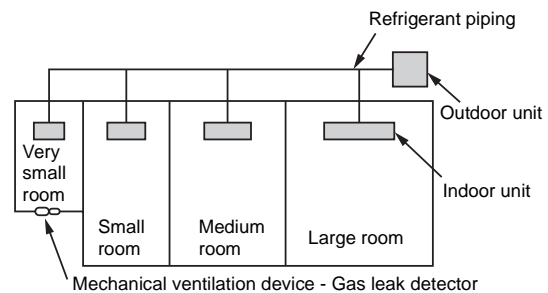 Refrigerant piping
Outdoor unit
Very
small
room
Indoor unit
Small
room
Medium
room
Large room
Mechanical ventilation device - Gas leak detector